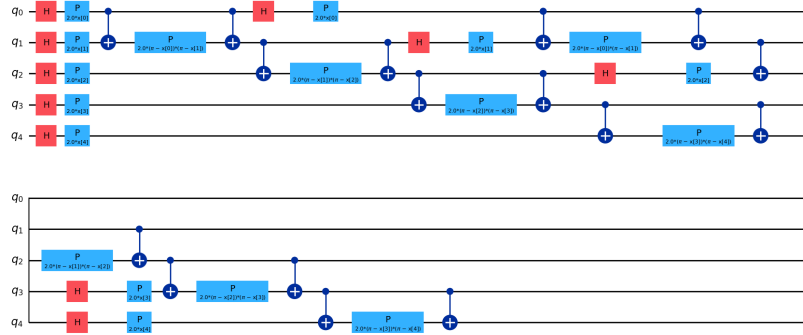 q0 H P 2.0*x[0] H P 2.0*x[0]
q1 H P 2.0*x[1] P 2.0*(π − x[0])*(π − x[1]) H P 2.0*x[1] P 2.0*(π − x[0])*(π − x[1])
q2 H P 2.0*x[2] P 2.0*(π − x[1])*(π − x[2]) H P 2.0*x[2]
q3 H P 2.0*x[3] P 2.0*(π − x[2])*(π − x[3])
q4 H P 2.0*x[4] P 2.0*(π − x[3])*(π − x[4])
q0
q1
q2 P 2.0*(π − x[1])*(π − x[2])
q3 H P 2.0*x[3] P 2.0*(π − x[2])*(π − x[3])
q4 H P 2.0*x[4] P 2.0*(π − x[3])*(π − x[4])